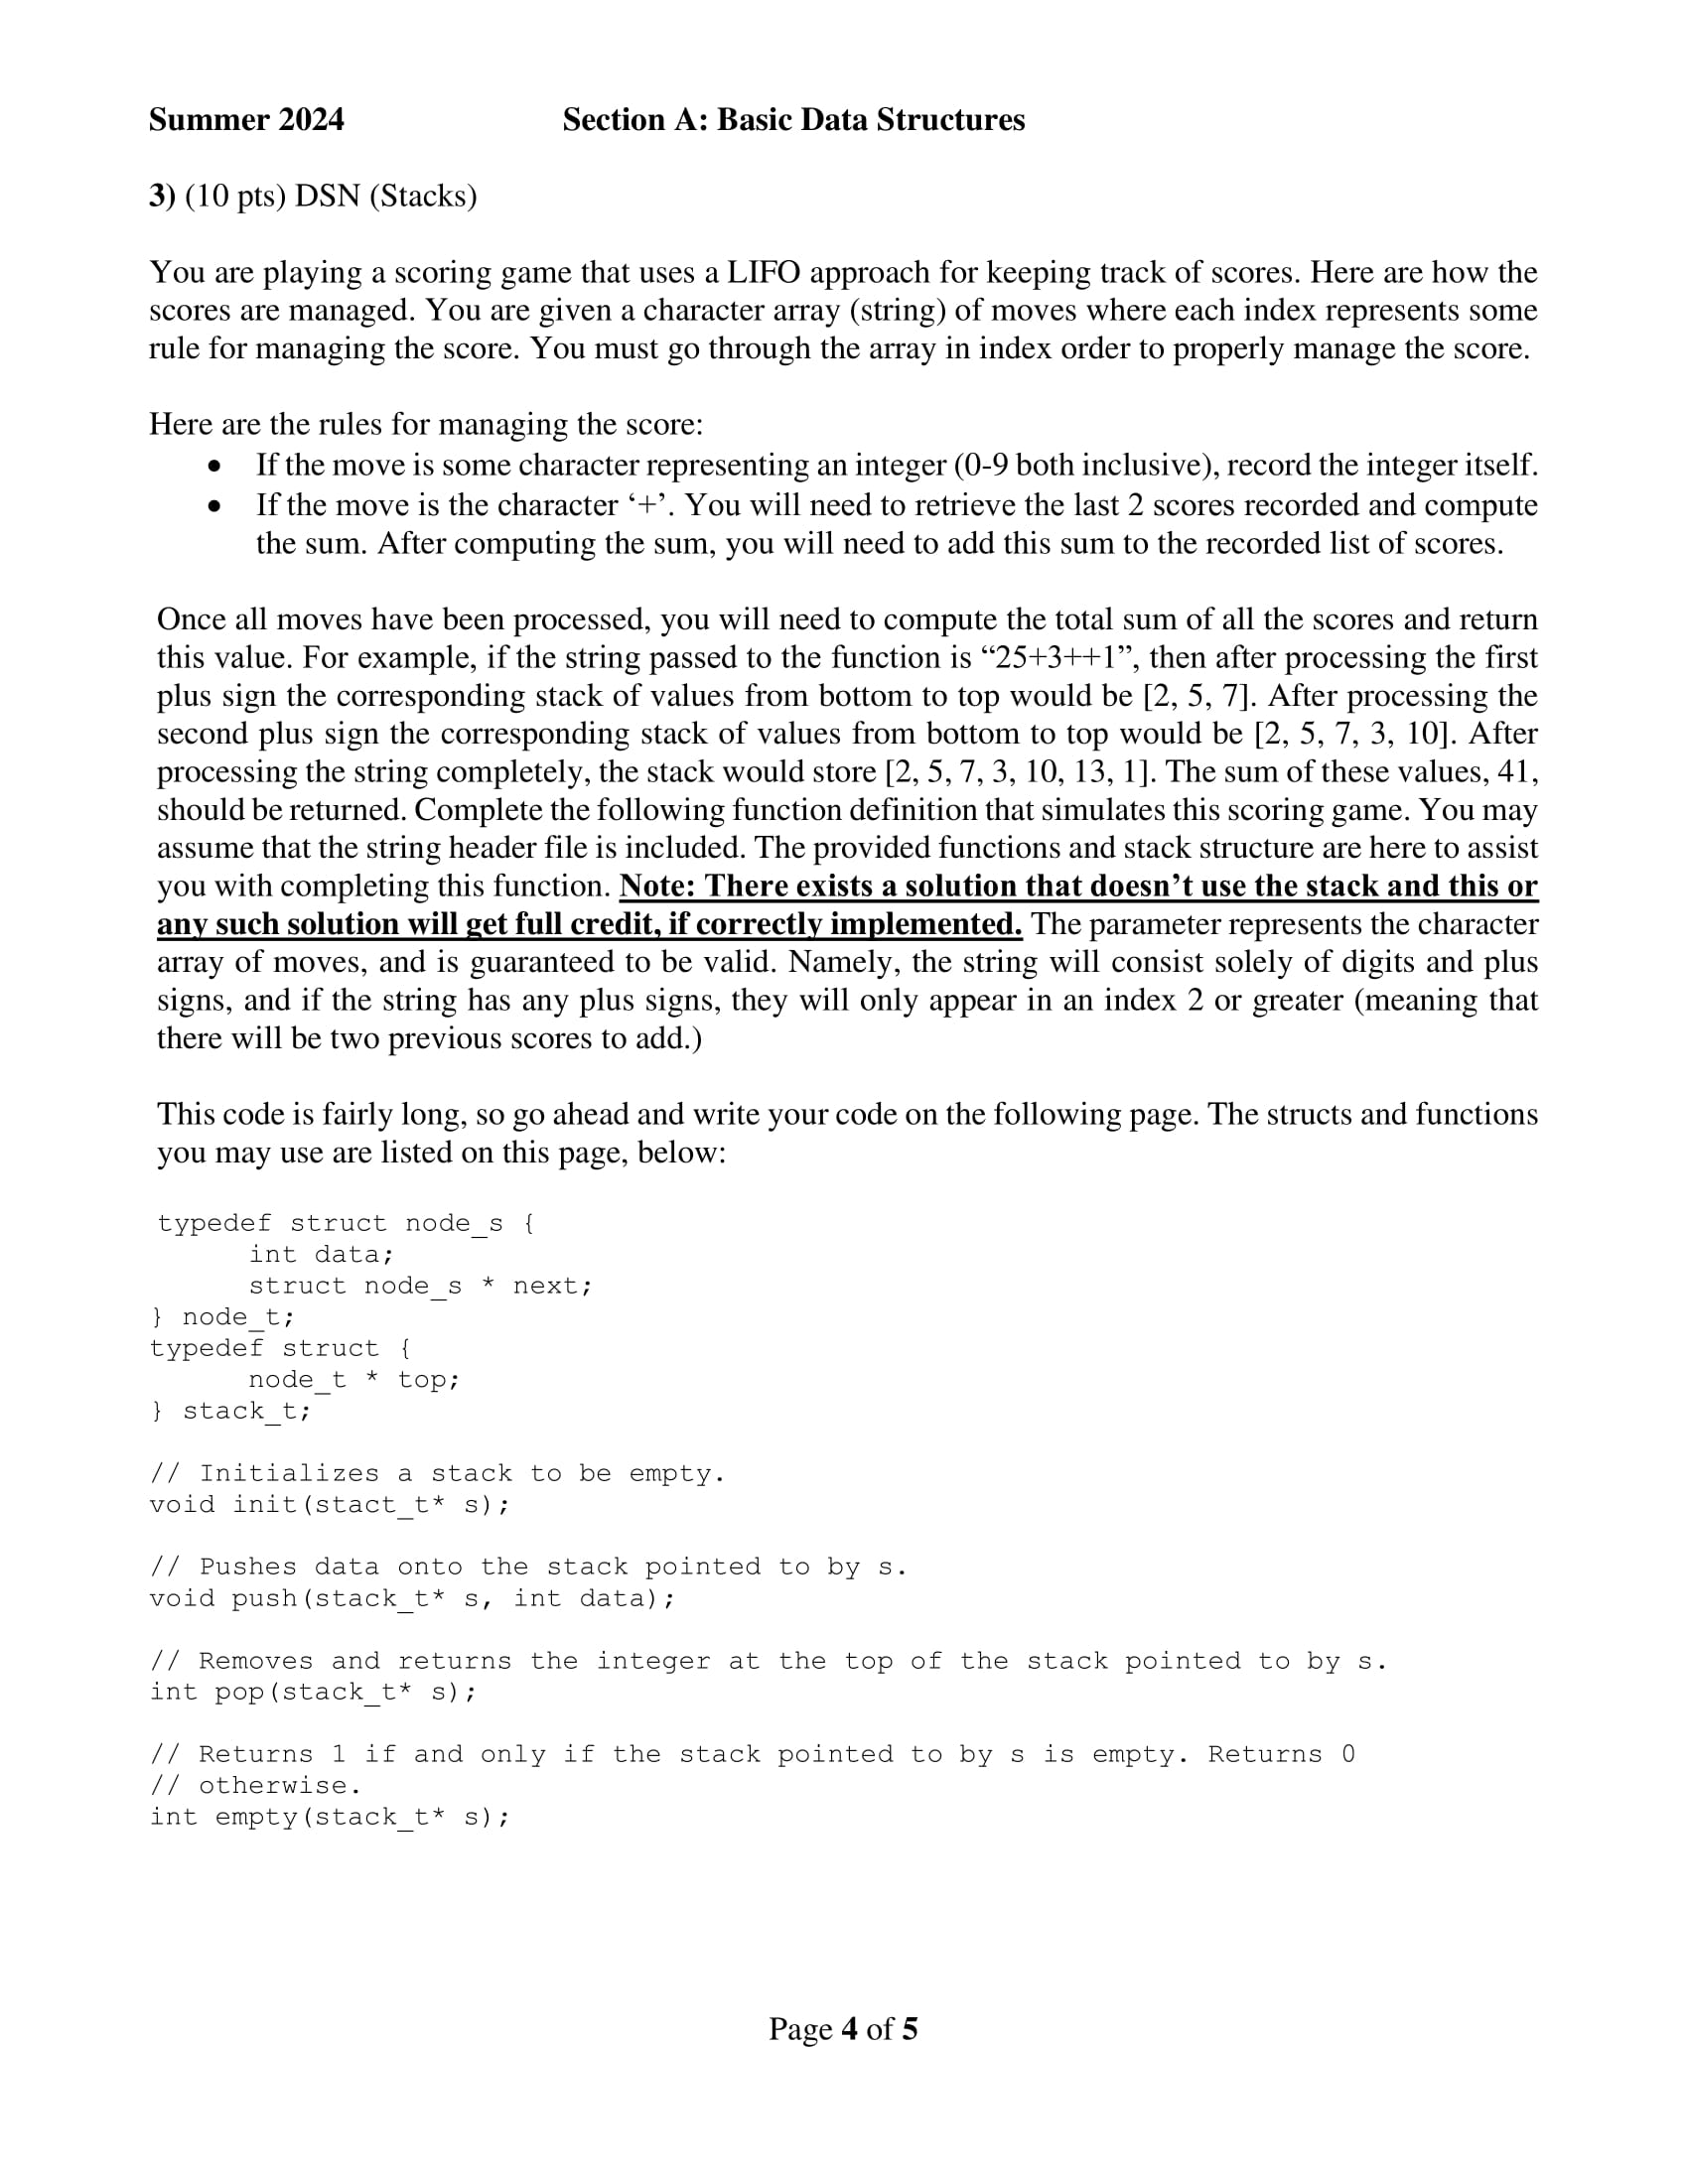 Summer 2024 Section A: Basic Data Structures
3) (10 pts) DSN (Stacks)
You are playing a scoring game that uses a LIFO approach for keeping track of scores. Here are how the
scores are managed. You are given a character array (string) of moves where each index represents some
rule for managing the score. You must go through the array in index order to properly manage the score.
Here are the rules for managing the score:
• If the move is some character representing an integer (0-9 both inclusive), record the integer itself.
• If the move is the character ‘+’. You will need to retrieve the last 2 scores recorded and compute
the sum. After computing the sum, you will need to add this sum to the recorded list of scores.
Once all moves have been processed, you will need to compute the total sum of all the scores and return
this value. For example, if the string passed to the function is “25+3++1”, then after processing the first
plus sign the corresponding stack of values from bottom to top would be [2, 5, 7]. After processing the
second plus sign the corresponding stack of values from bottom to top would be [2, 5, 7, 3, 10]. After
processing the string completely, the stack would store [2, 5, 7, 3, 10, 13, 1]. The sum of these values, 41,
should be returned. Complete the following function definition that simulates this scoring game. You may
assume that the string header file is included. The provided functions and stack structure are here to assist
you with completing this function. Note: There exists a solution that doesn’t use the stack and this or
any such solution will get full credit, if correctly implemented. The parameter represents the character
array of moves, and is guaranteed to be valid. Namely, the string will consist solely of digits and plus
signs, and if the string has any plus signs, they will only appear in an index 2 or greater (meaning that
there will be two previous scores to add.)
This code is fairly long, so go ahead and write your code on the following page. The structs and functions
you may use are listed on this page, below:
typedef struct node_s {
int data;
struct node_s * next;
} node_t;
typedef struct {
node_t * top;
} stack_t;
// Initializes a stack to be empty.
void init(stact_t* s);
// Pushes data onto the stack pointed to by s.
void push(stack_t* s, int data);
// Removes and returns the integer at the top of the stack pointed to by s.
int pop(stack_t* s);
// Returns 1 if and only if the stack pointed to by s is empty. Returns 0
// otherwise.
int empty(stack_t* s);
Page 4 of 5